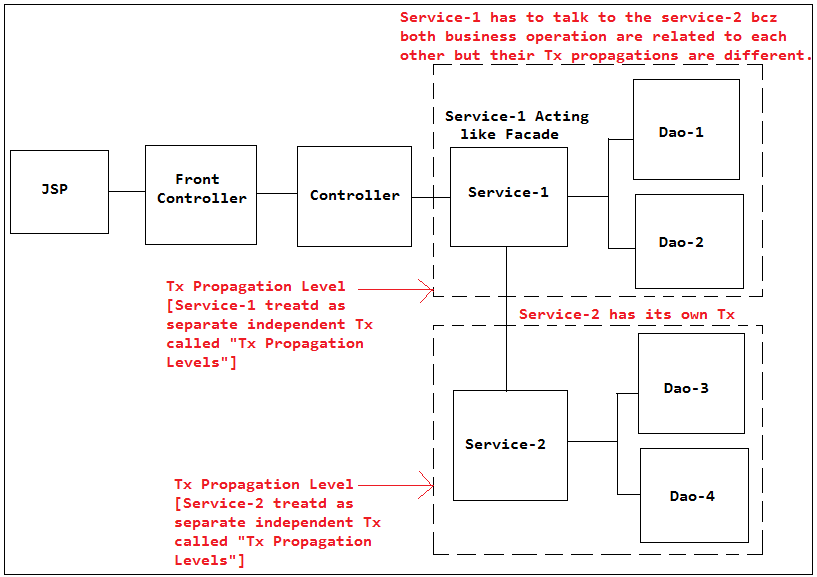 Service-1 has to talk to the service-2 bcz
both business operation are related to each
other but their Tx propagations are different.
Service-1 Acting
like Facade
Dao-1
JSP
Front
Controller
Controller
Service-1
Dao-2
Tx Propagation Level
[Service-1 treatd as
separate independent Tx
called "Tx Propagation
Levels"]
Service-2 has its own Tx
Dao-3
Service-2
Tx Propagation Level
[Service-2 treatd as
separate independent Tx
called "Tx Propagation
Levels"]
Dao-4